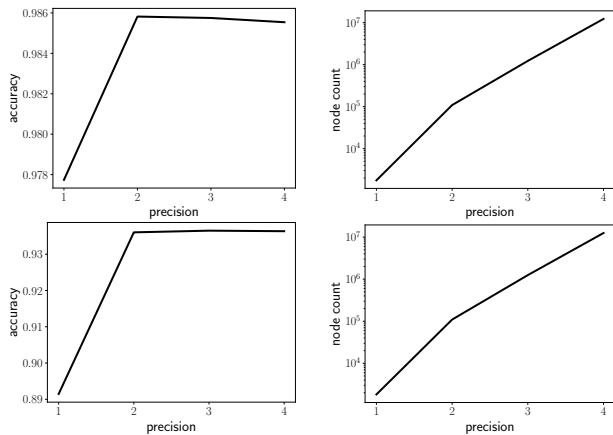 0.986
0.984
0.982
0.980
0.978
accuracy
1 2 3 4
precision
10^7
10^6
10^5
10^4
node count
1 2 3 4
precision
0.93
0.92
0.91
0.90
0.89
accuracy
1 2 3 4
precision
10^7
10^6
10^5
10^4
node count
1 2 3 4
precision